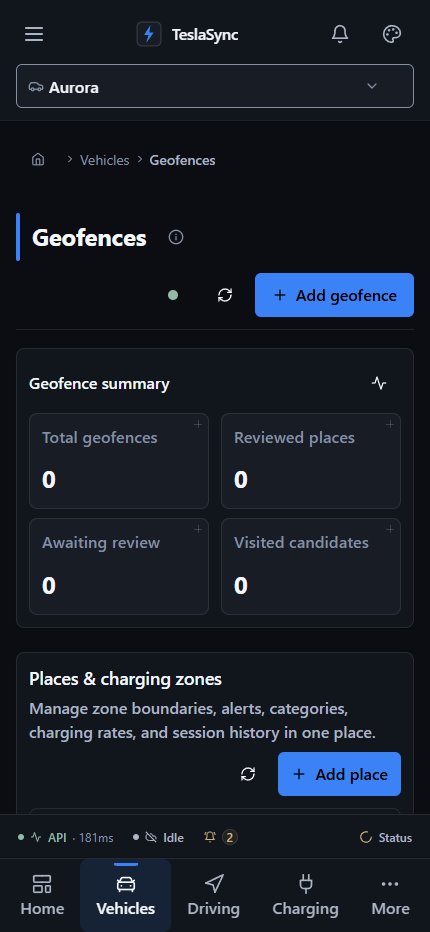 TeslaSync
Aurora
Vehicles Geofences
Geofences
+ Add geofence
Geofence summary
Total geofences
0
Reviewed places
0
Awaiting review
0
Visited candidates
0
Places & charging zones
Manage zone boundaries, alerts, categories,
charging rates, and session history in one place.
+ Add place
API · 181ms Idle 2 Status
Home Vehicles Driving Charging More